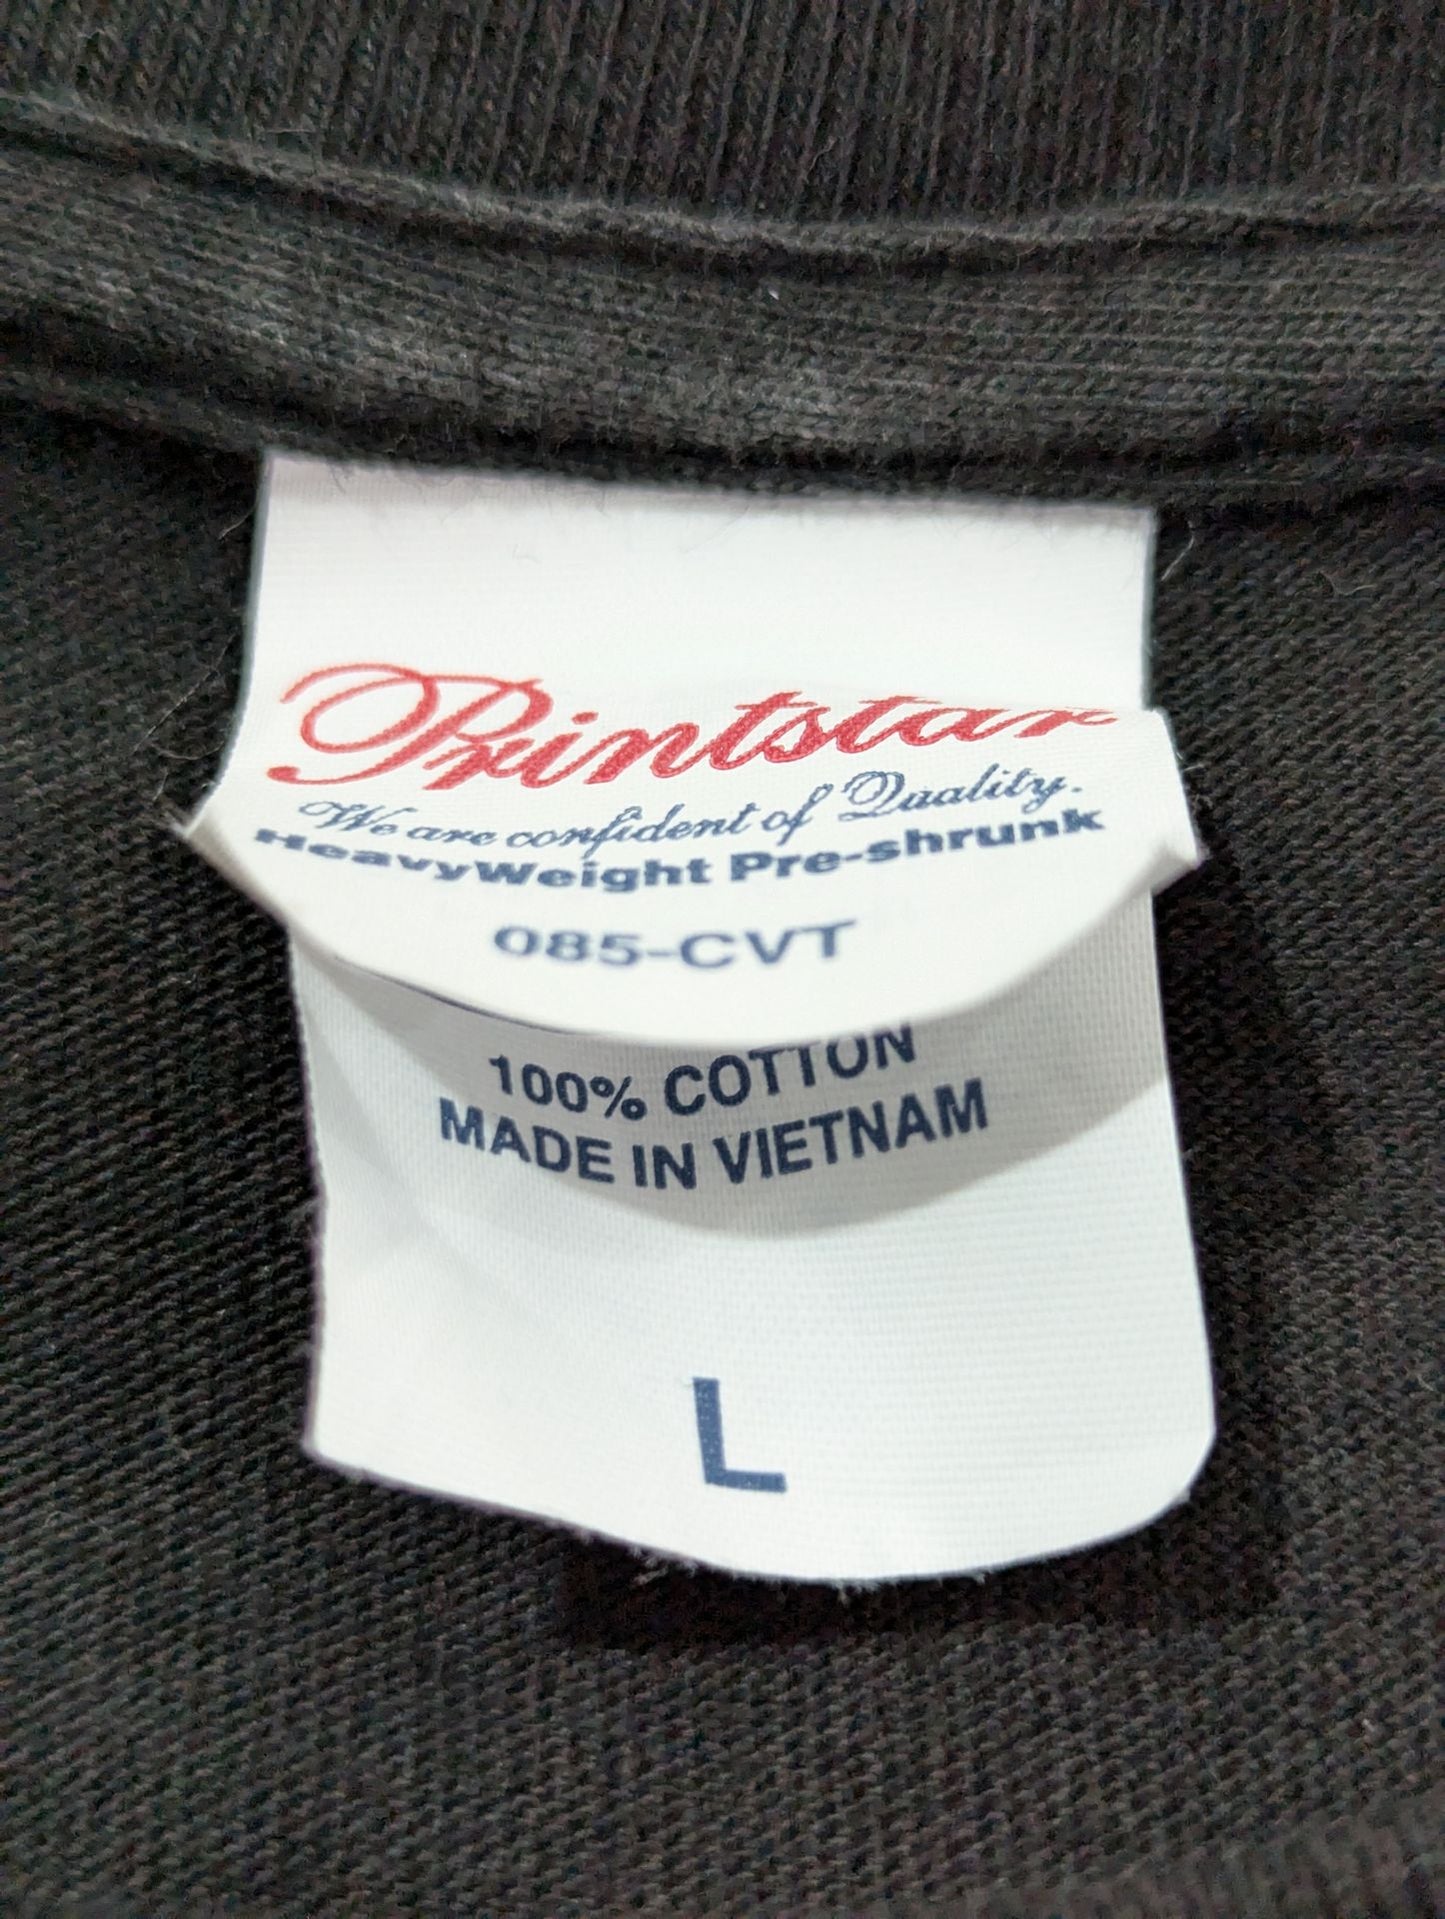 Printstar
We are confident of Quality.
HeavyWeight Pre-shrunk
085-CVT
100% COTTON
MADE IN VIETNAM
L